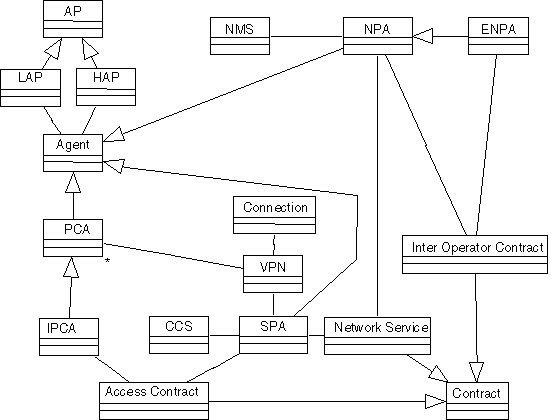 AP
NMS
NPA
ENPA
LAP
HAP
Agent
Connection
PCA
*
Inter Operator Contract
VPN
IPCA
CCS
SPA
Network Service
Access Contract
Contract